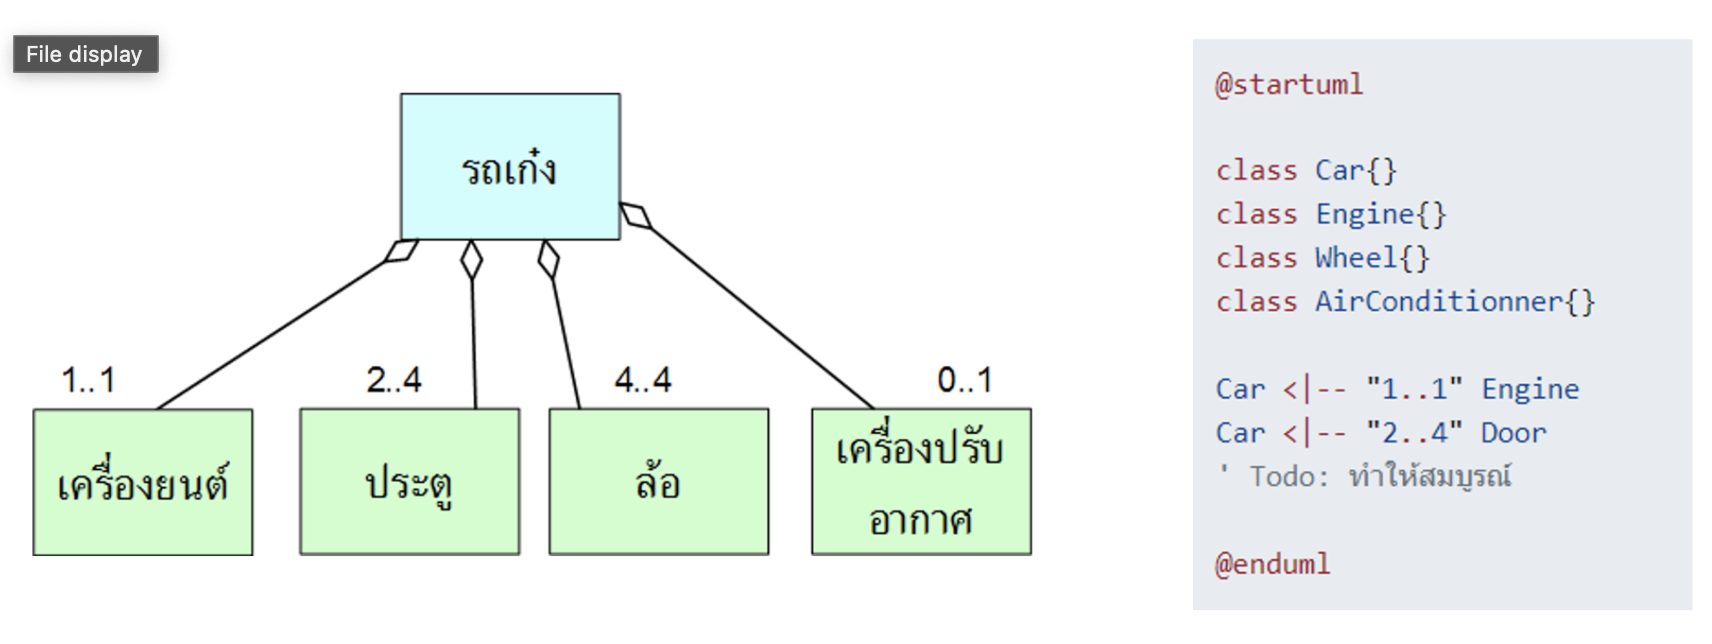 File display
รถเก๋ง
1..1
2..4
4..4
0..1
เครื่องยนต์
ประตู
ล้อ
เครื่องปรับ
อากาศ
@startuml
class Car{}
class Engine{}
class Wheel{}
class AirConditionner{}
Car <|-- "1..1" Engine
Car <|-- "2..4" Door
' Todo: ทำให้สมบูรณ์
@enduml